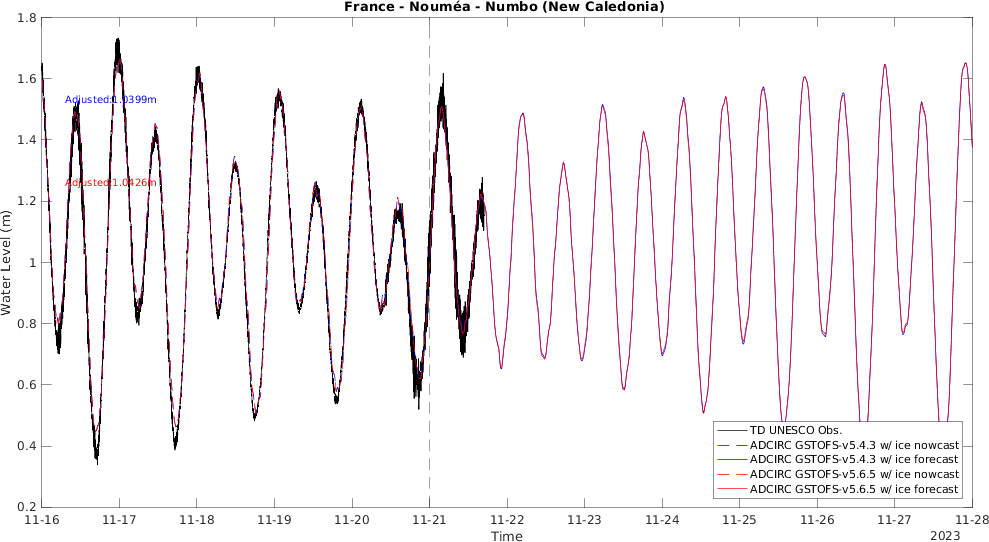 France - Nouméa - Numbo (New Caledonia)
1.8
1.6
1.4
1.2
1
0.8
0.6
0.4
0.2
Water Level (m)
Adjusted:1.0399m
Adjusted:1.0426m
TD UNESCO Obs.
ADCIRC GSTOFS-v5.4.3 w/ ice nowcast
ADCIRC GSTOFS-v5.4.3 w/ ice forecast
ADCIRC GSTOFS-v5.6.5 w/ ice nowcast
ADCIRC GSTOFS-v5.6.5 w/ ice forecast
11-16 11-17 11-18 11-19 11-20 11-21 11-22 11-23 11-24 11-25 11-26 11-27 11-28
Time
2023